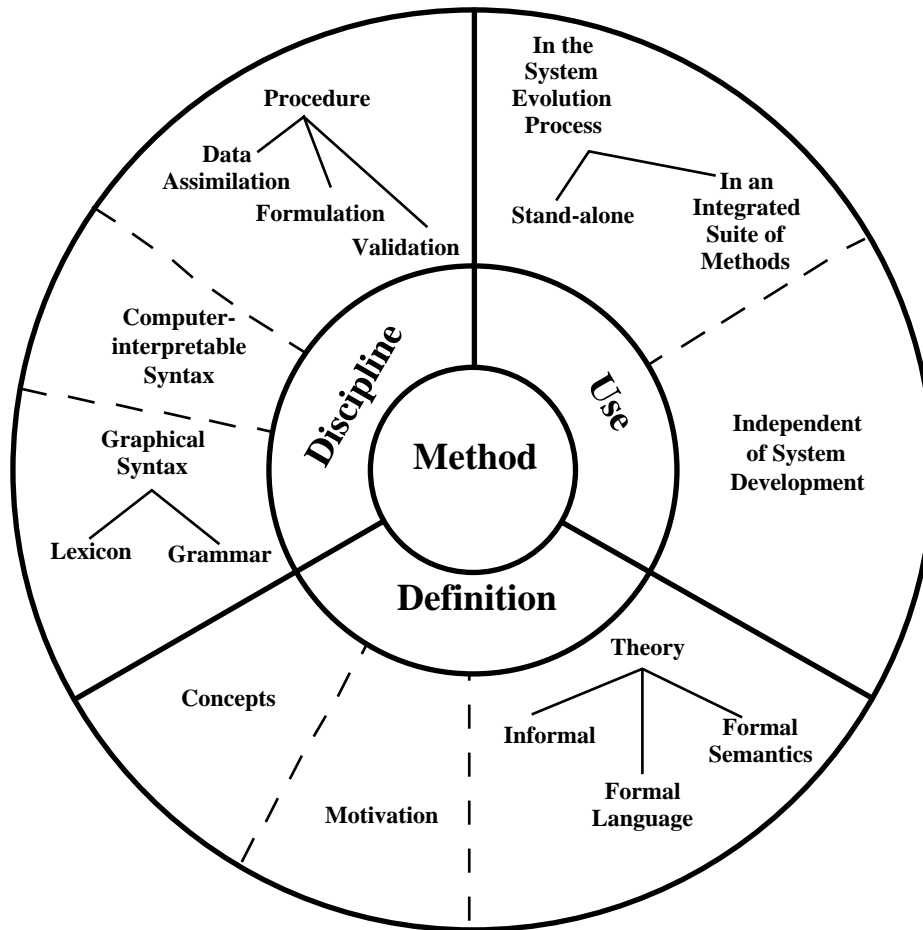 In the
System
Evolution
Process
Procedure
Data
Assimilation
Formulation
Validation
Stand-alone
In an
Integrated
Suite of
Methods
Computer-
interpretable
Syntax
Discipline
Use
Graphical
Syntax
Lexicon
Grammar
Method
Independent
of System
Development
Definition
Concepts
Motivation
Theory
Informal
Formal
Language
Formal
Semantics